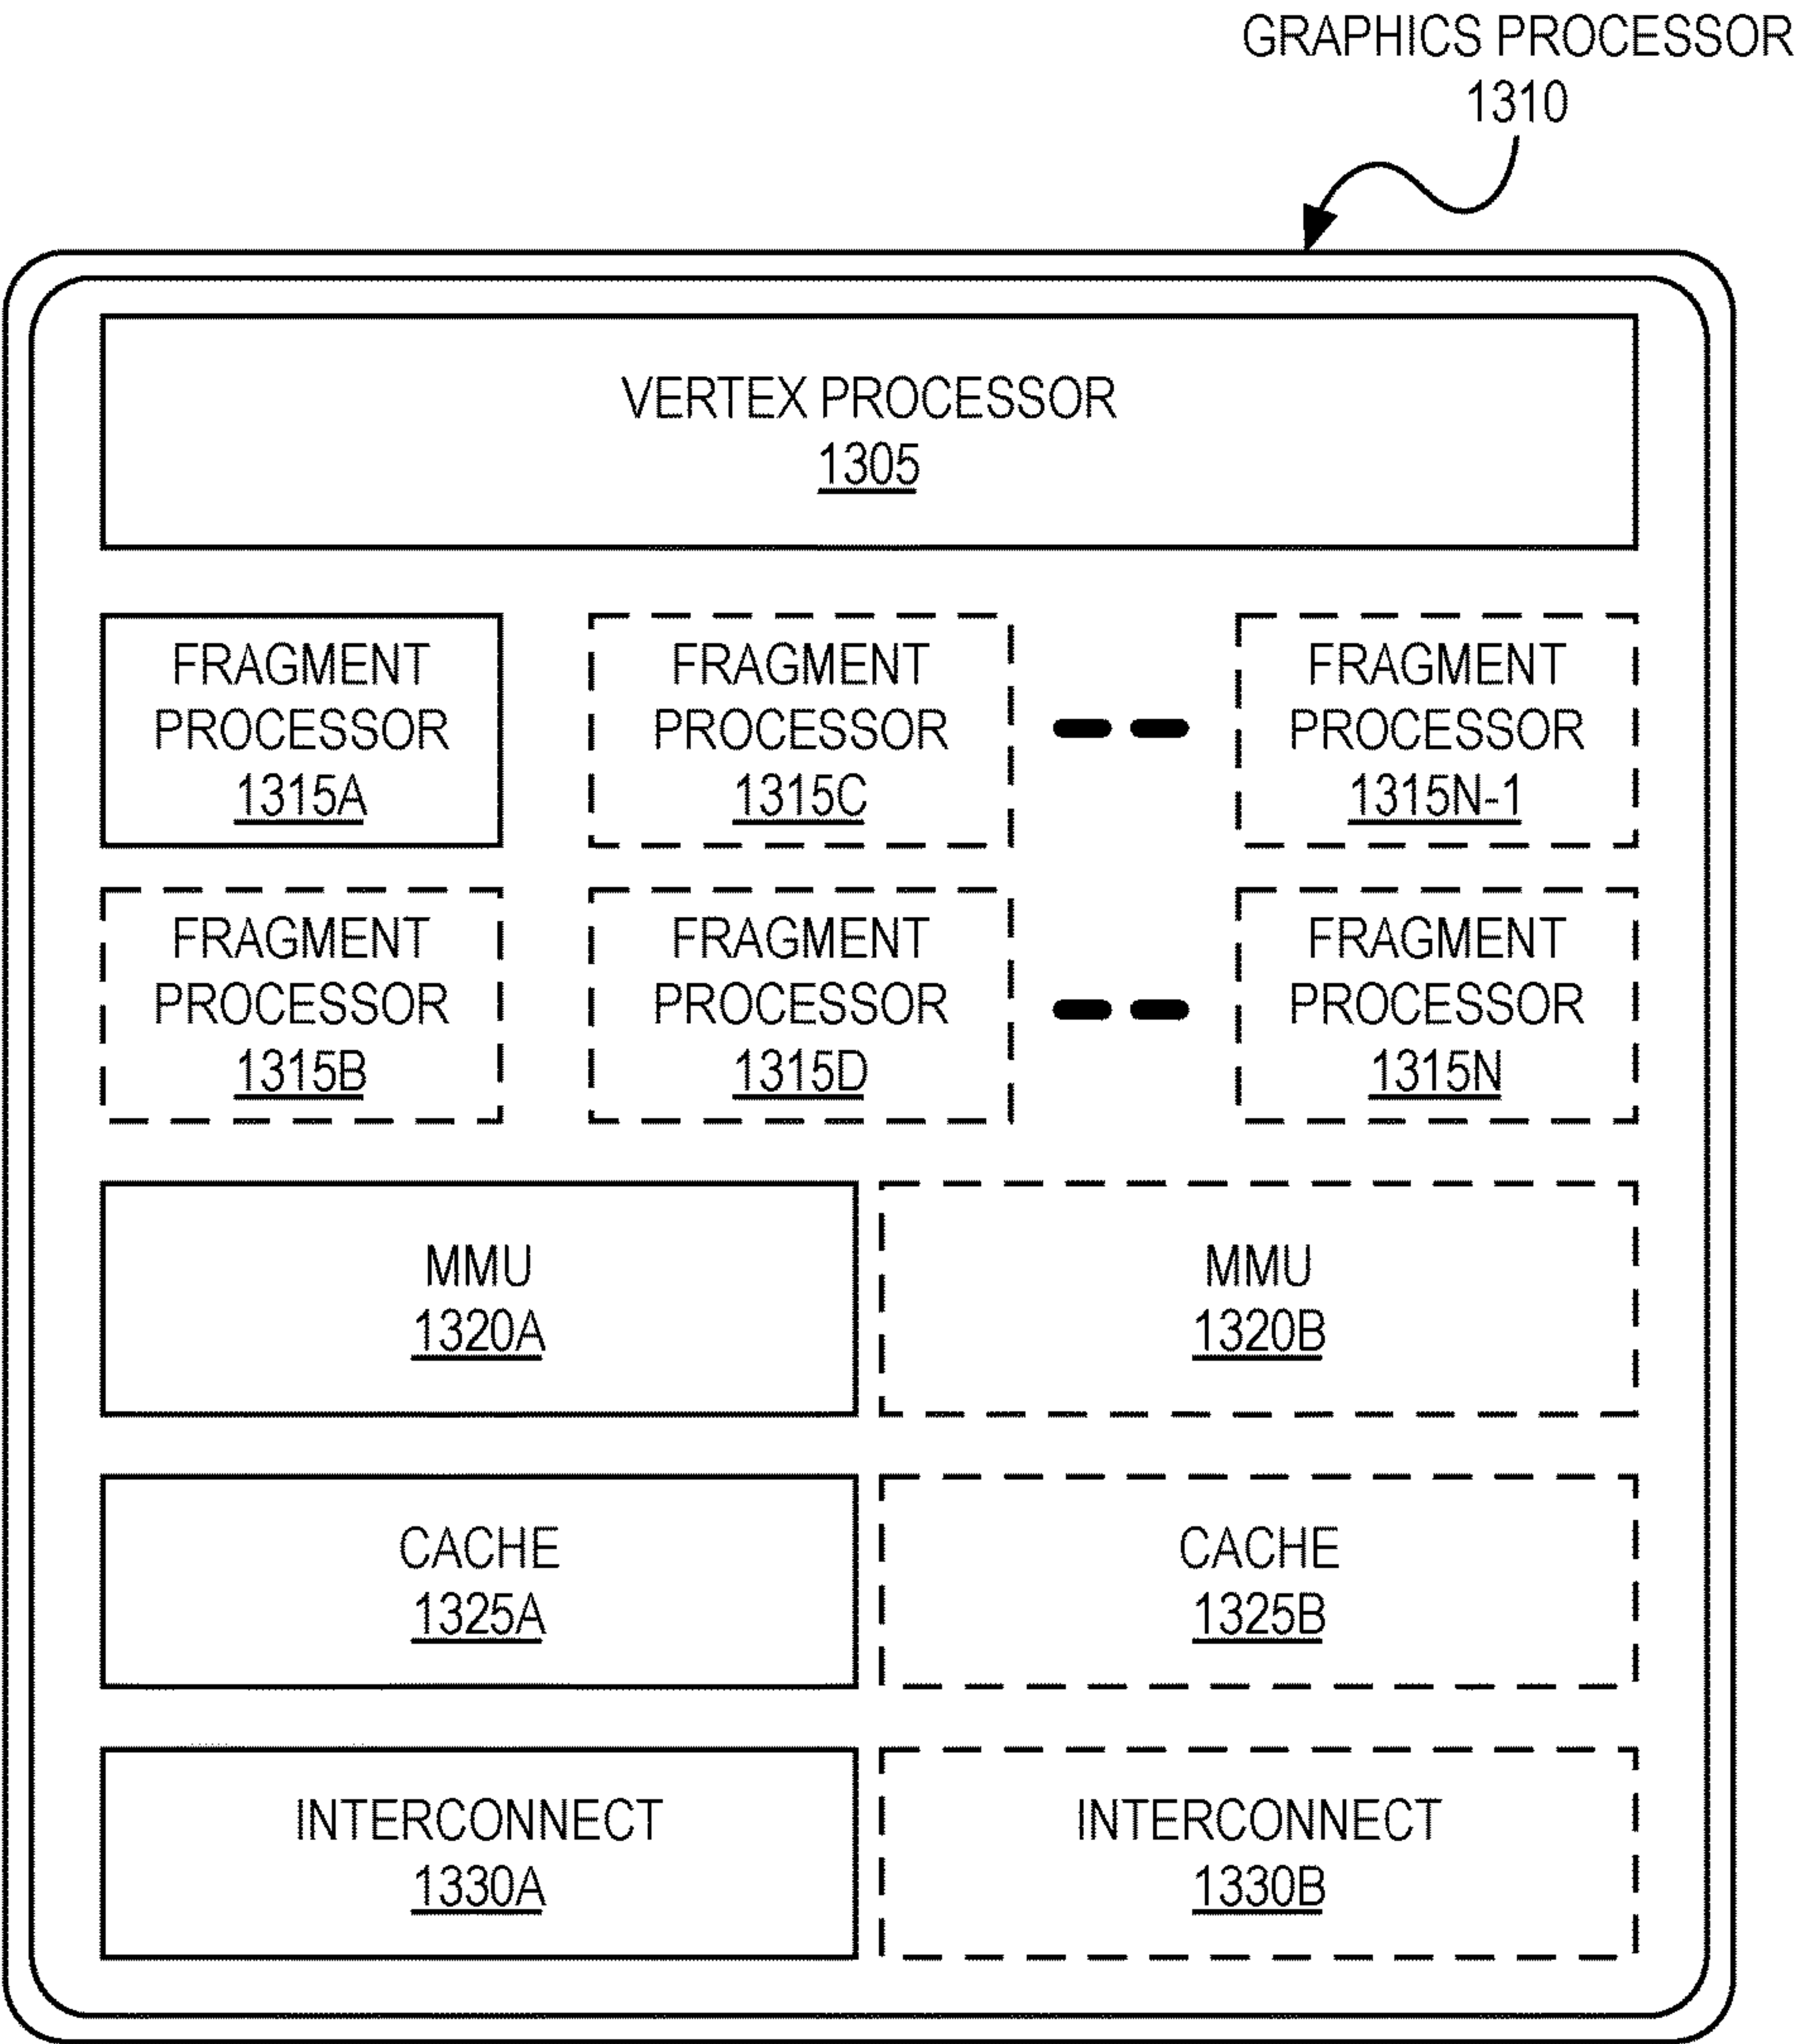 GRAPHICS PROCESSOR
1310
VERTEX PROCESSOR
1305
FRAGMENT
PROCESSOR
1315A
FRAGMENT
PROCESSOR
1315C
FRAGMENT
PROCESSOR
1315N-1
FRAGMENT
PROCESSOR
1315B
FRAGMENT
PROCESSOR
1315D
FRAGMENT
PROCESSOR
1315N
MMU
1320A
MMU
1320B
CACHE
1325A
CACHE
1325B
INTERCONNECT
1330A
INTERCONNECT
1330B